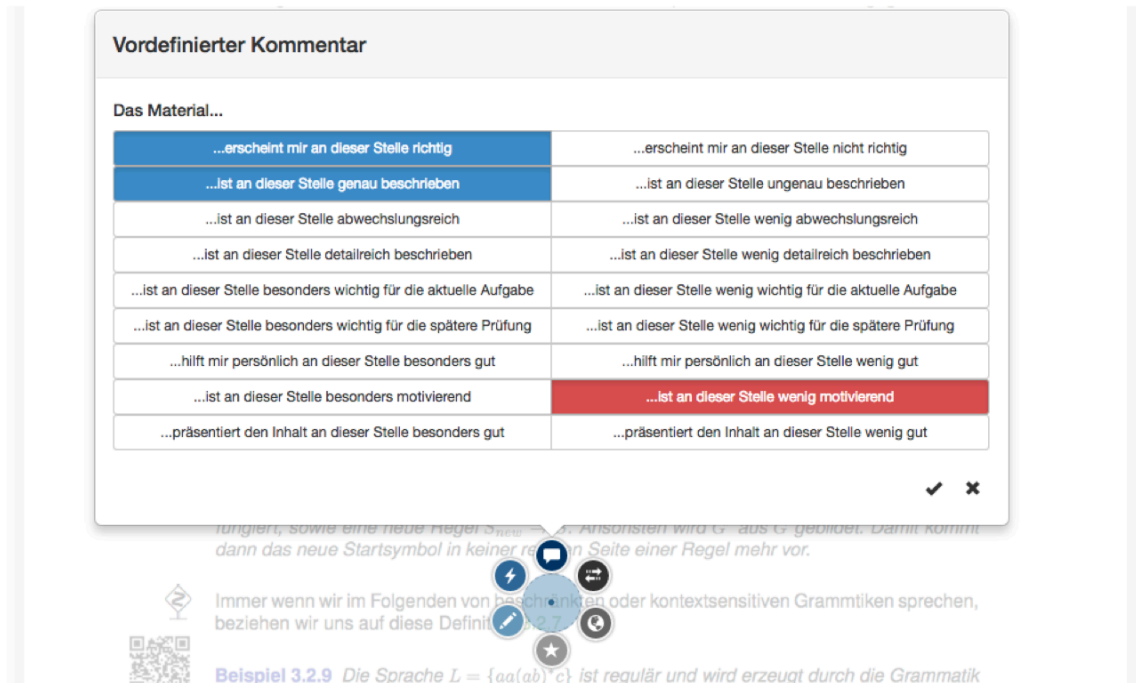 Vordefinierter Kommentar
Das Material...
...erscheint mir an dieser Stelle richtig ...erscheint mir an dieser Stelle nicht richtig
...ist an dieser Stelle genau beschrieben ...ist an dieser Stelle ungenau beschrieben
...ist an dieser Stelle abwechslungsreich ...ist an dieser Stelle wenig abwechslungsreich
...ist an dieser Stelle detailreich beschrieben ...ist an dieser Stelle wenig detailreich beschrieben
...ist an dieser Stelle besonders wichtig für die aktuelle Aufgabe ...ist an dieser Stelle wenig wichtig für die aktuelle Aufgabe
...ist an dieser Stelle besonders wichtig für die spätere Prüfung ...ist an dieser Stelle wenig wichtig für die spätere Prüfung
...hilft mir persönlich an dieser Stelle besonders gut ...hilft mir persönlich an dieser Stelle wenig gut
...ist an dieser Stelle besonders motivierend ...ist an dieser Stelle wenig motivierend
...präsentiert den Inhalt an dieser Stelle besonders gut ...präsentiert den Inhalt an dieser Stelle wenig gut
fungiert, sowie eine neue Regel S_new Ansonsten wird G' aus G gebildet. Damit kommt
dann das neue Startsymbol in keiner Seite einer Regel mehr vor.
Immer wenn wir im Folgenden von beschränkten oder kontextsensitiven Grammtiken sprechen,
beziehen wir uns auf diese 2.7
Beispiel 3.2.9 Die Sprache L = {aa(ab)*c} ist regulär und wird erzeugt durch die Grammatik